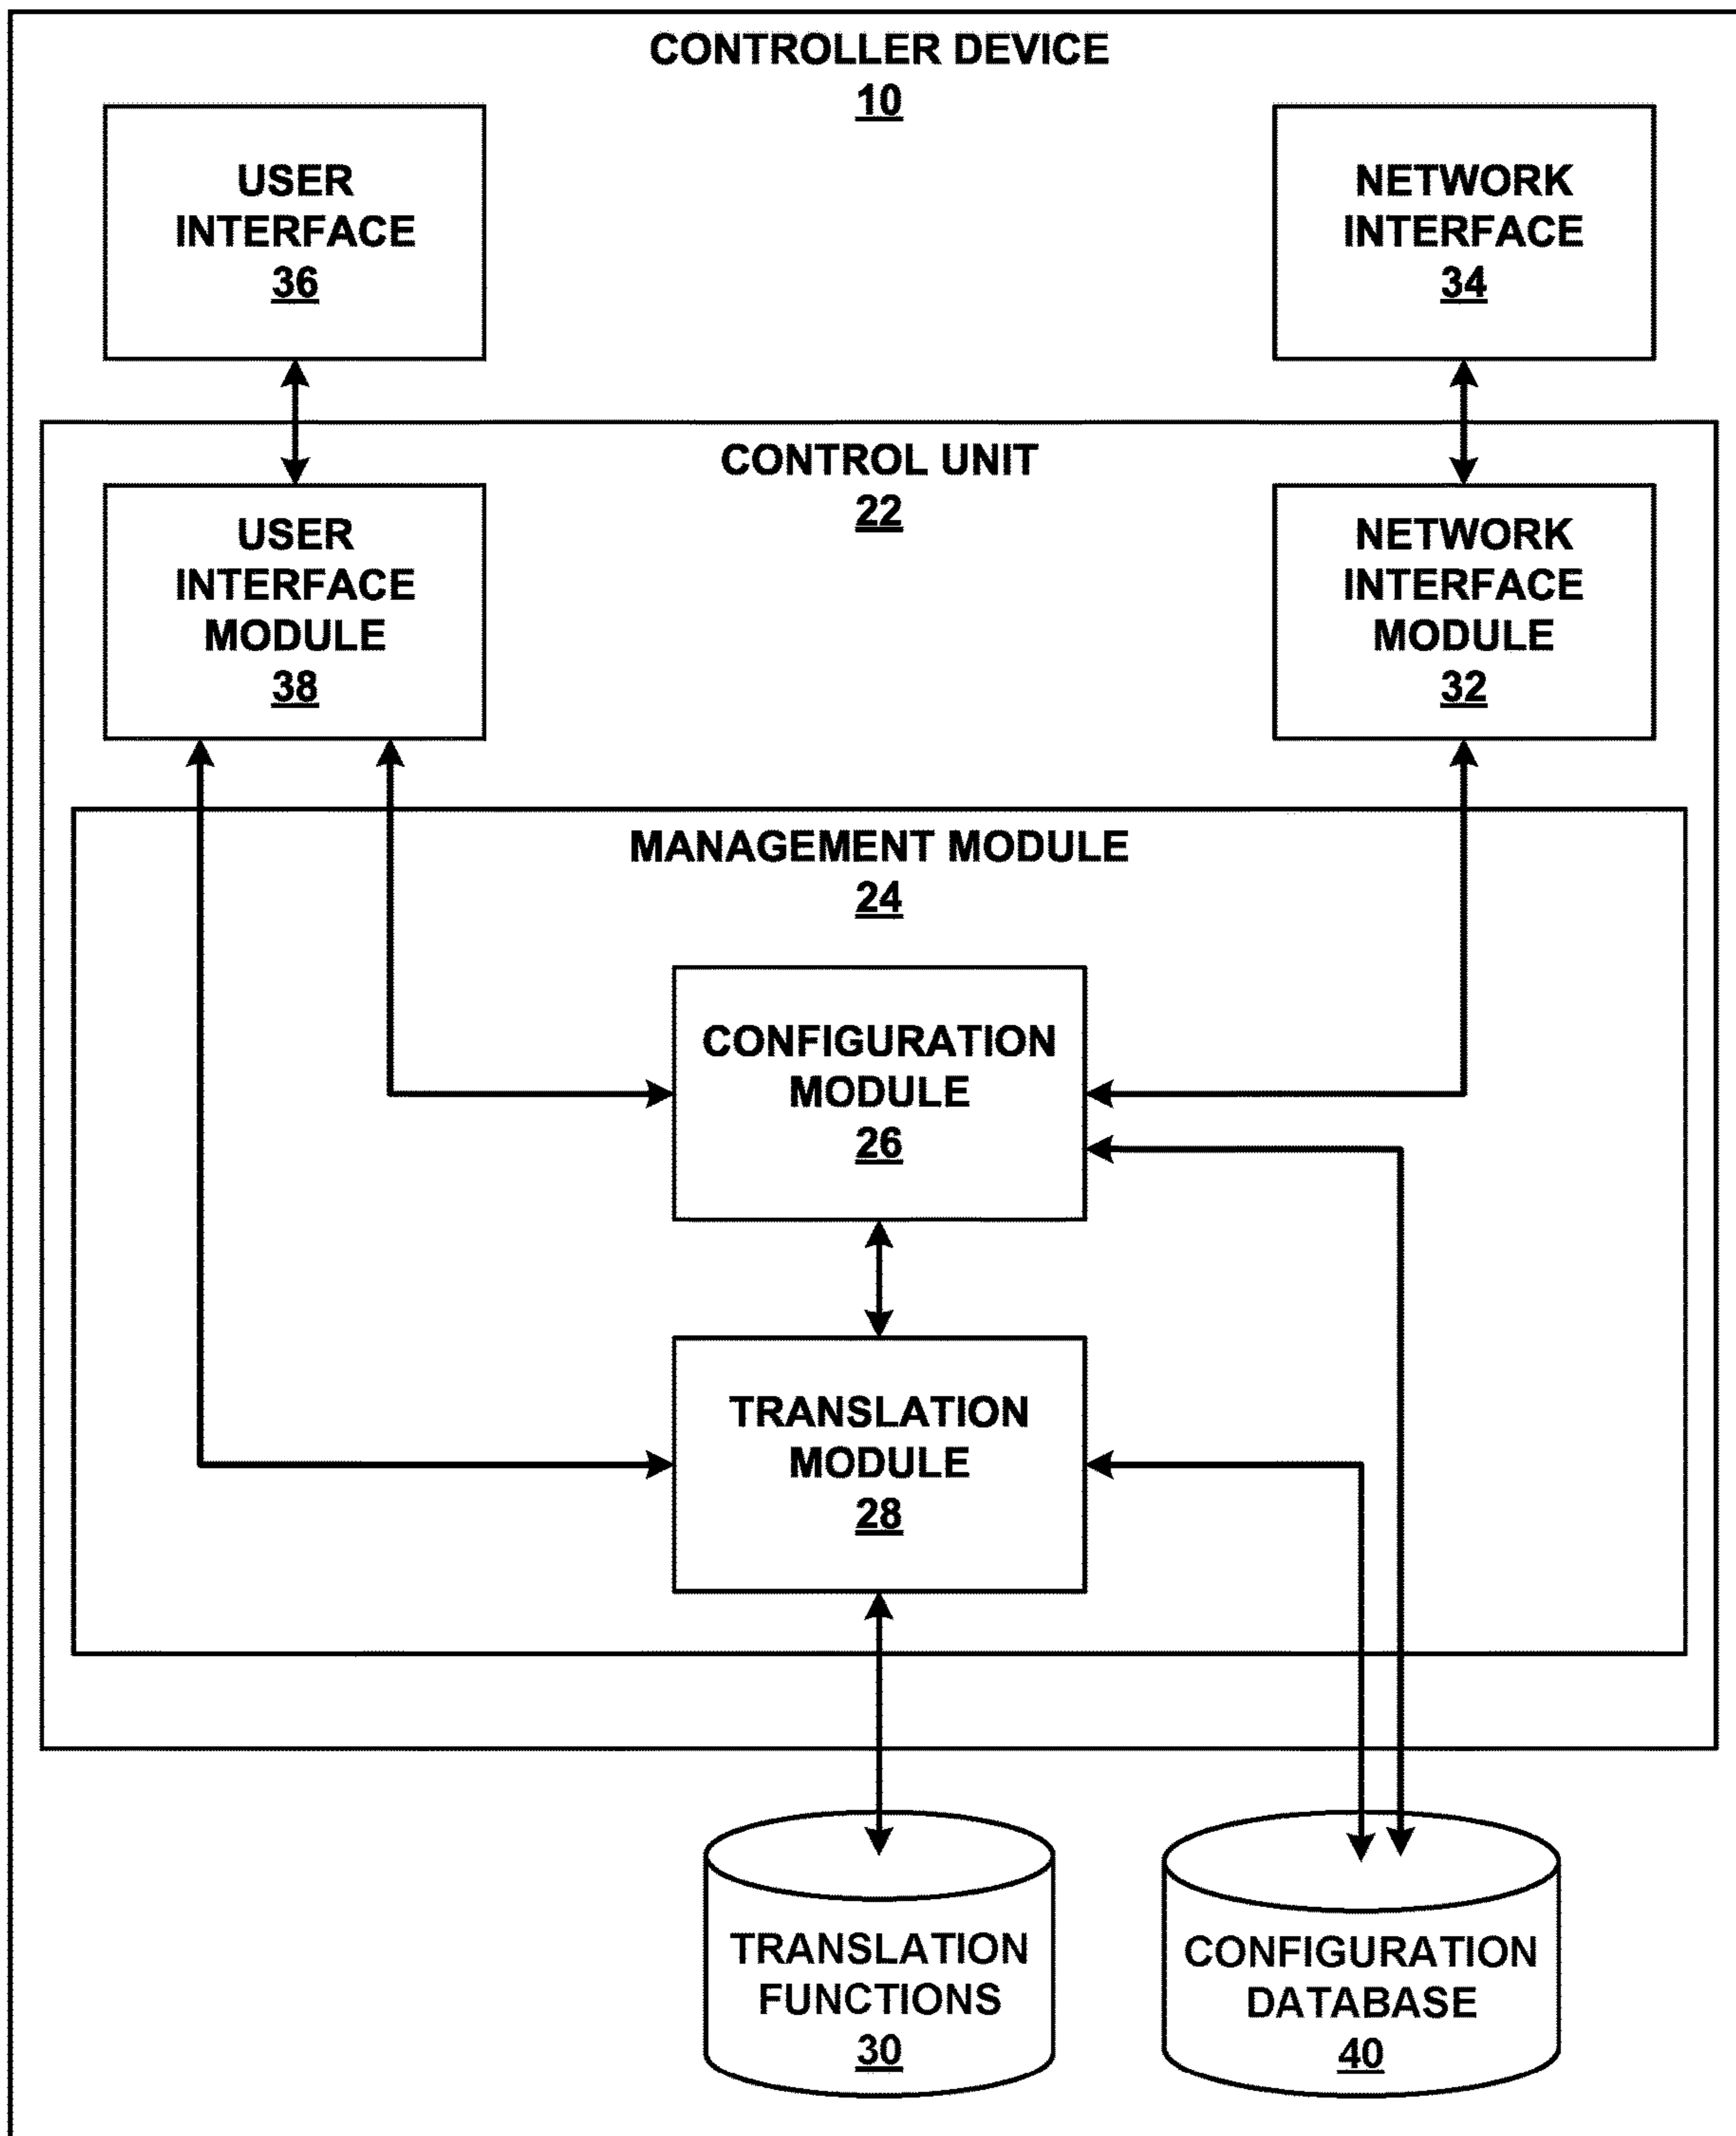 CONTROLLER DEVICE
10
USER
INTERFACE
36
NETWORK
INTERFACE
34
CONTROL UNIT
22
USER
INTERFACE
MODULE
38
NETWORK
INTERFACE
MODULE
32
MANAGEMENT MODULE
24
CONFIGURATION
MODULE
26
TRANSLATION
MODULE
28
TRANSLATION
FUNCTIONS
30
CONFIGURATION
DATABASE
40